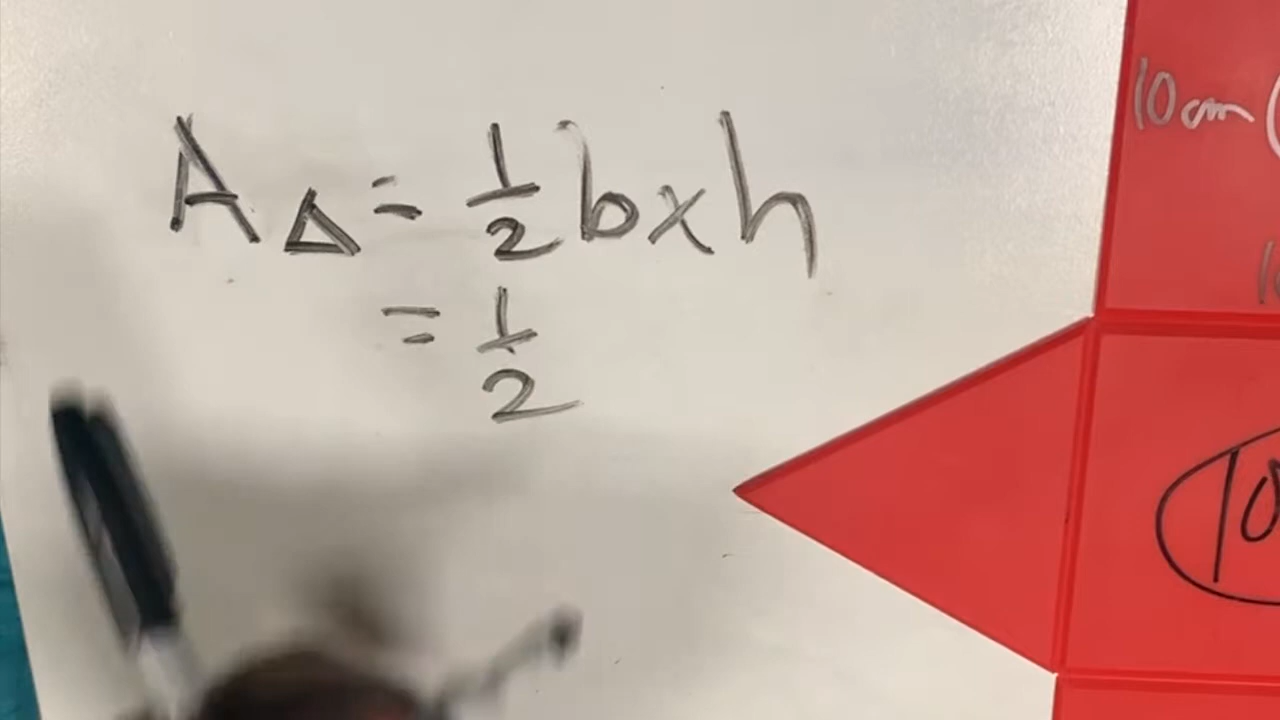 A△ = 1/2 b x h
= 1/2
10cm